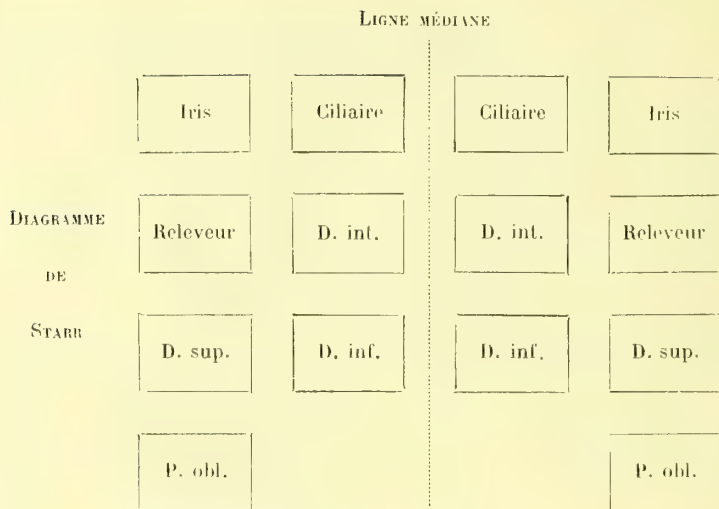 LIGNE MÉDIANE
Iris Ciliaire Ciliaire Iris
DIAGRAMME
DE
STARR
Releveur D. int. D. int. Releveur
D. sup. D. inf. D. inf. D. sup.
P. obl. P. obl.